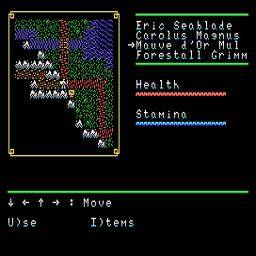 Eric Seablade
Carolus Magnus
→Mauve d'Or Mul
Forestall Grimm
Health
Stamina
↓ ← ↑ → : Move
U)se I)tems